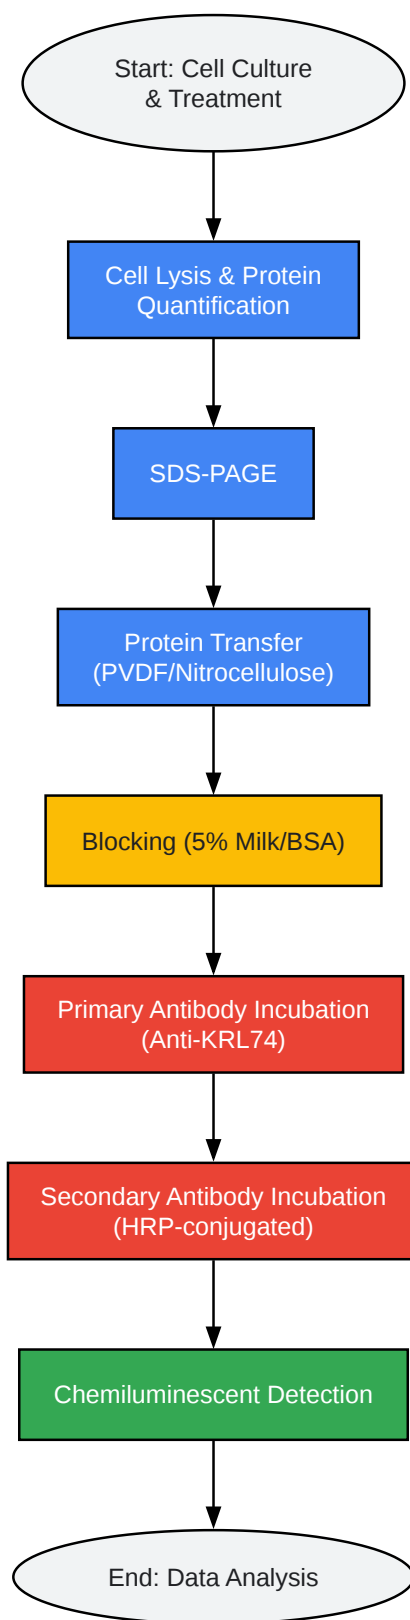 Start: Cell Culture
& Treatment
Cell Lysis & Protein
Quantification
SDS-PAGE
Protein Transfer
(PVDF/Nitrocellulose)
Blocking (5% Milk/BSA)
Primary Antibody Incubation
(Anti-KRL74)
Secondary Antibody Incubation
(HRP-conjugated)
Chemiluminescent Detection
End: Data Analysis